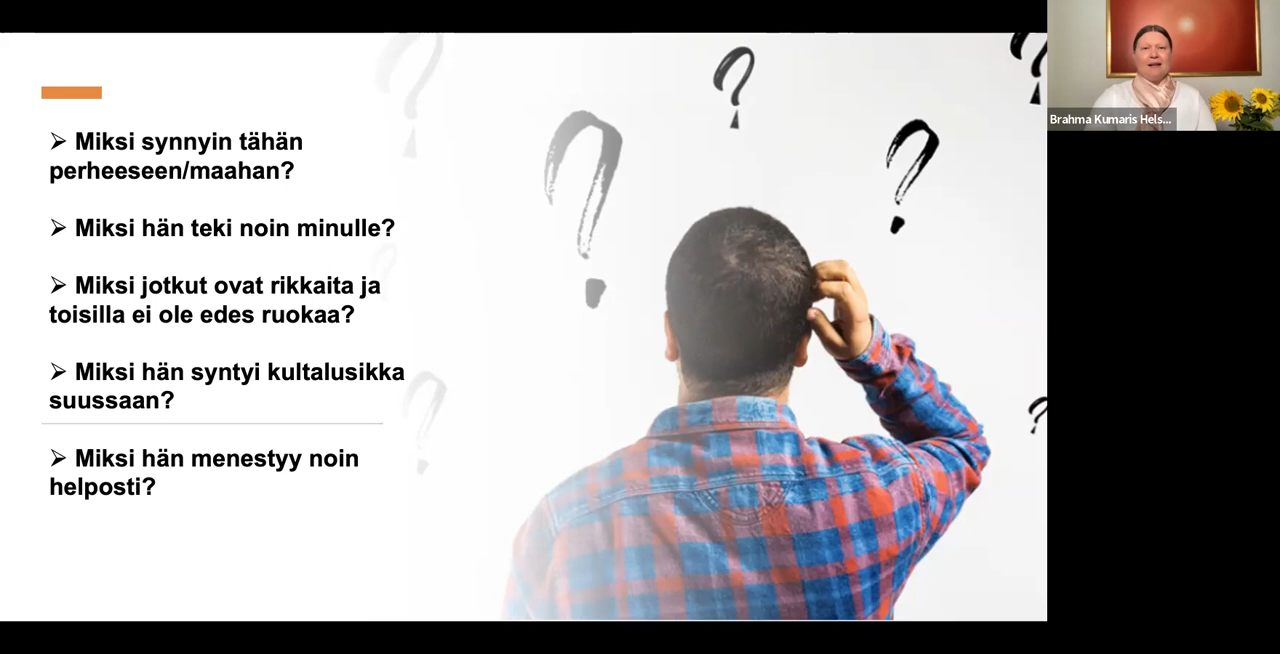 ➢ Miksi synnyin tähän
perheeseen/maahan?
➢ Miksi hän teki noin minulle?
➢ Miksi jotkut ovat rikkaita ja
toisilla ei ole edes ruokaa?
➢ Miksi hän syntyi kultalusikka
suussaan?
➢ Miksi hän menestyy noin
helposti?
Brahma Kumaris Hels...